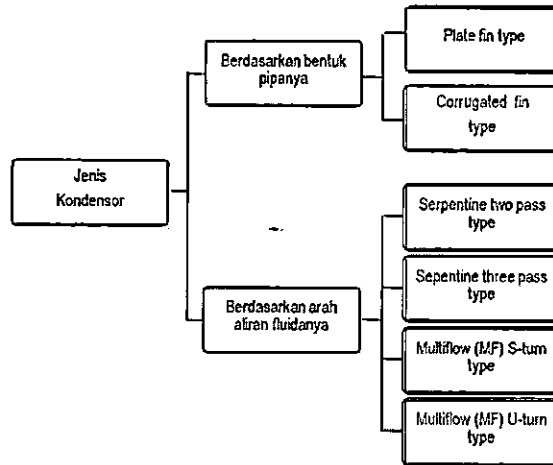 Jenis
Kondensor
Berdasarkan bentuk
pipanya
Plate fin type
Corrugated fin
type
Berdasarkan arah
aliran fluidanya
Serpentine two pass
type
Sepentine three pass
type
Multiflow (MF) S-turn
type
Multiflow (MF) U-turn
type